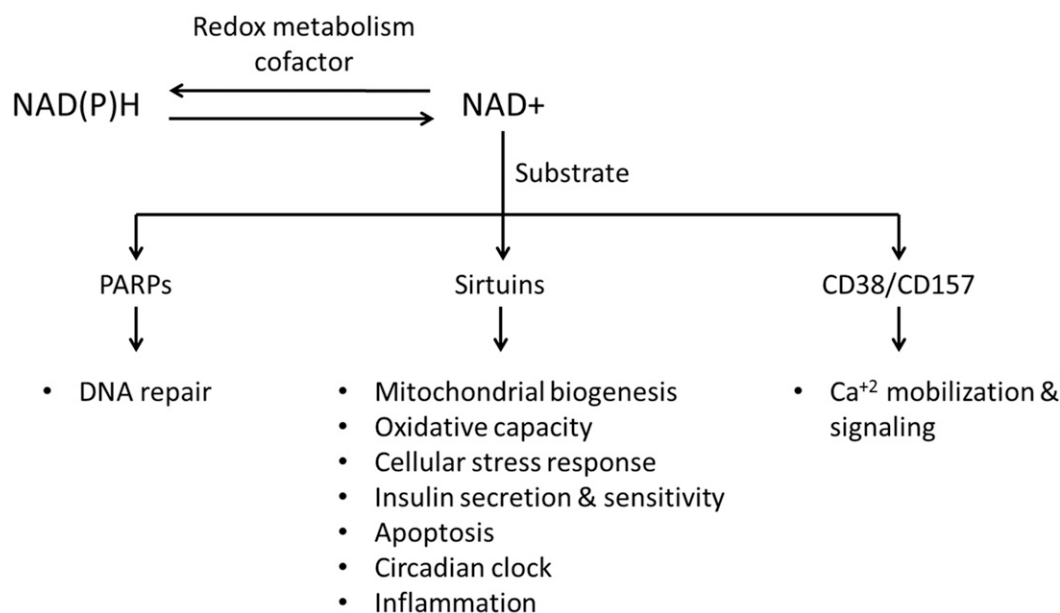 Redox metabolism
cofactor
NAD(P)H
NAD+
Substrate
PARPs
Sirtuins
CD38/CD157
• DNA repair
• Mitochondrial biogenesis
• Oxidative capacity
• Cellular stress response
• Insulin secretion & sensitivity
• Apoptosis
• Circadian clock
• Inflammation
• Ca⁺² mobilization &
signaling